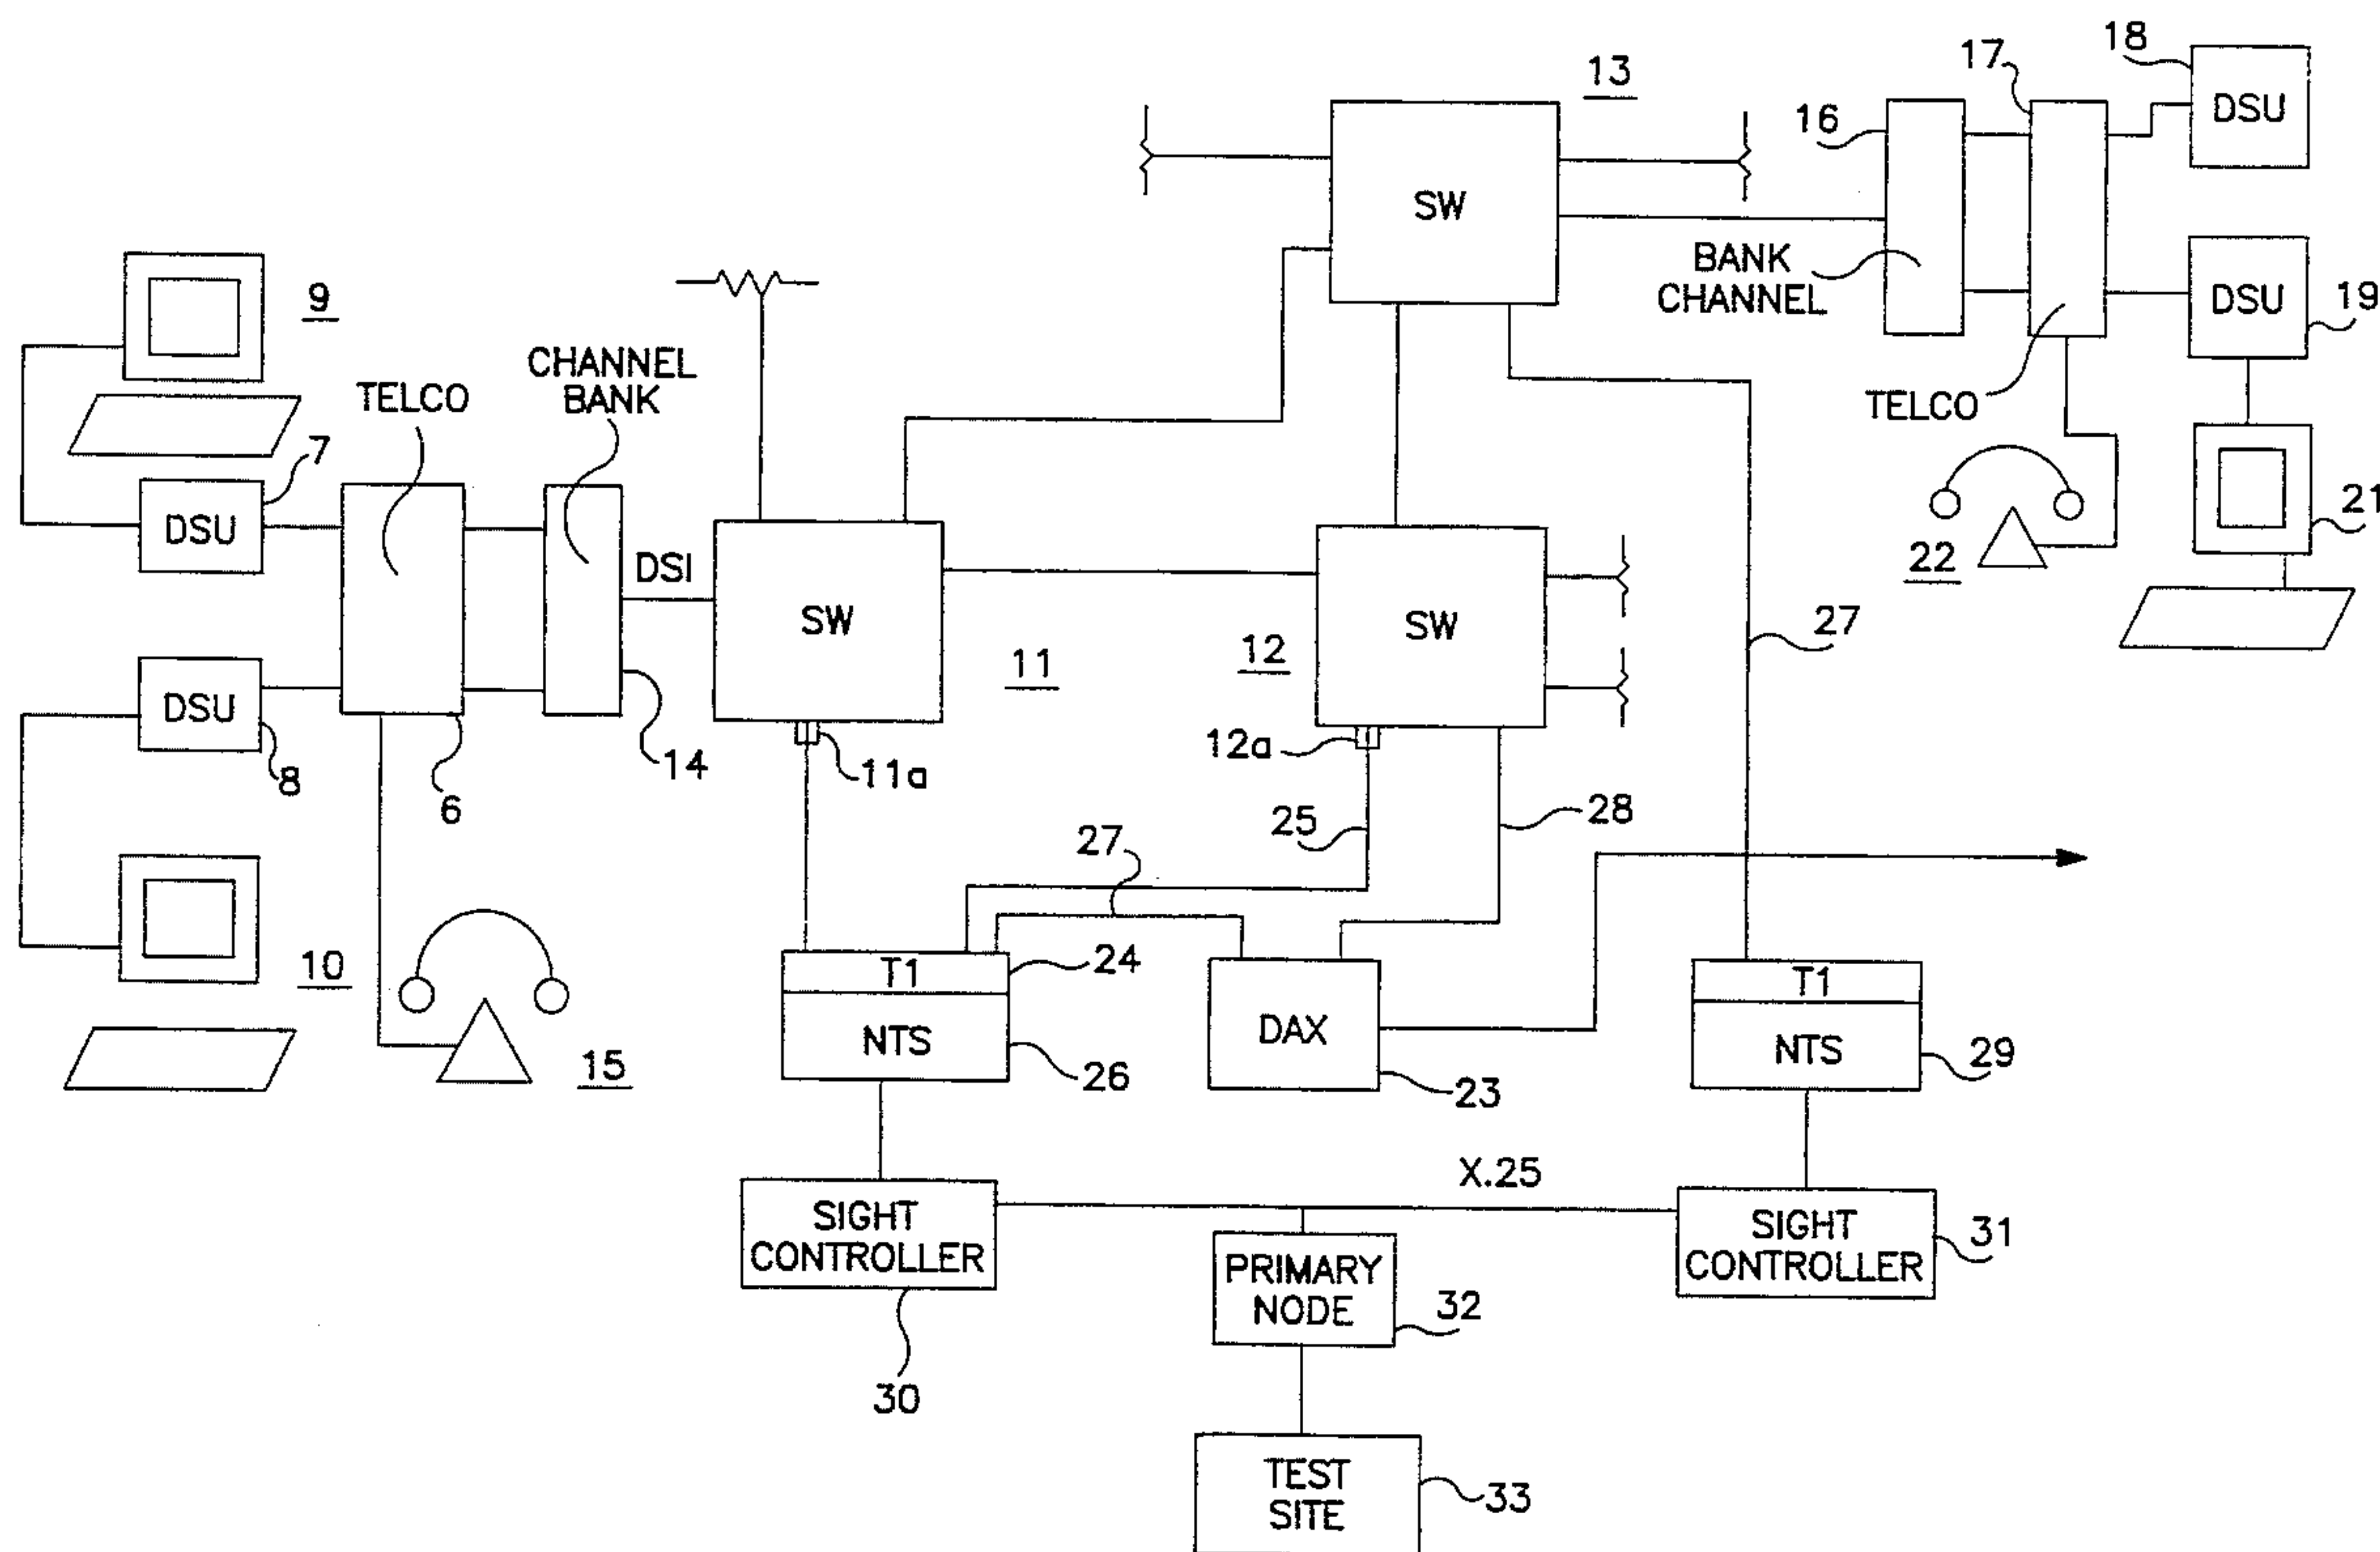 13
17
18
DSU
16
SW
BANK
CHANNEL
DSU
19
9
CHANNEL
BANK
TELCO
TELCO
7
DSU
21
22
DSI
SW
SW
27
11
12
DSU
8
6
14
11a
12a
25
28
27
10
T1
24
DAX
T1
15
NTS
26
23
NTS
29
X.25
SIGHT
CONTROLLER
SIGHT
CONTROLLER
31
PRIMARY
NODE
32
30
TEST
SITE
33